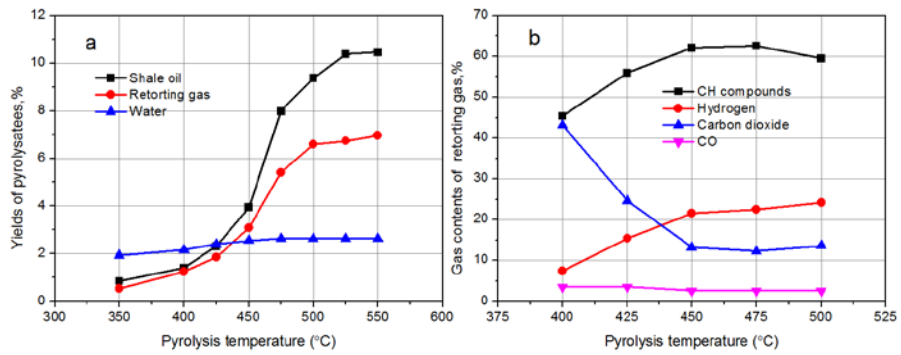 a
Shale oil
Retorting gas
Water
Yields of pyrolysatees,%
12
10
8
6
4
2
0
300 350 400 450 500 550 600
Pyrolysis temperature (°C)
b
CH compounds
Hydrogen
Carbon dioxide
CO
Gas contents of retorting gas,%
70
60
50
40
30
20
10
0
375 400 425 450 475 500 525
Pyrolysis temperature (°C)